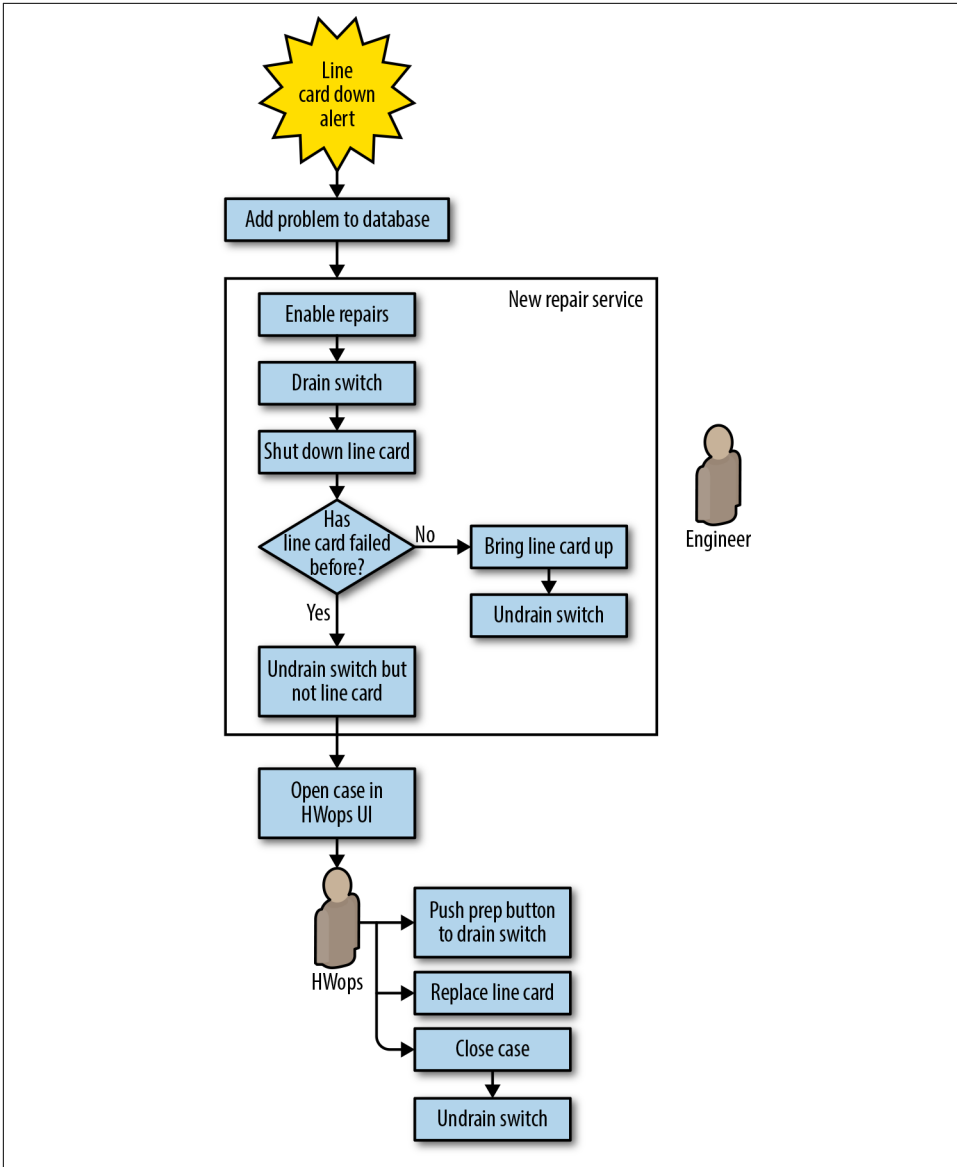 Line
card down
alert
Add problem to database
New repair service
Enable repairs
Drain switch
Shut down line card
Has
line card failed
before?
No
Bring line card up
Undrain switch
Engineer
Yes
Undrain switch but
not line card
Open case in
HWops UI
HWops
Push prep button
to drain switch
Replace line card
Close case
Undrain switch